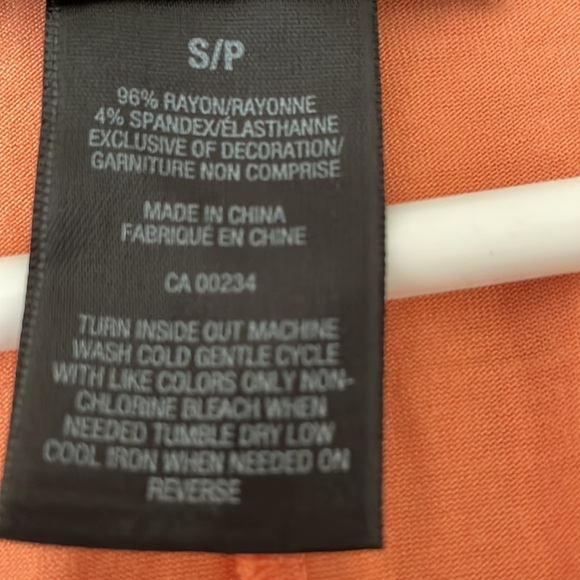 S/P
96% RAYON/RAYONNE
4% SPANDEX/ÉLASTHANNE
EXCLUSIVE OF DECORATION/
GARNITURE NON COMPRISE
MADE IN CHINA
FABRIQUÉ EN CHINE
CA 00234
TURN INSIDE OUT MACHINE
WASH COLD GENTLE CYCLE
WITH LIKE COLORS ONLY NON-
CHLORINE BLEACH WHEN
NEEDED TUMBLE DRY LOW
COOL IRON WHEN NEEDED ON
REVERSE